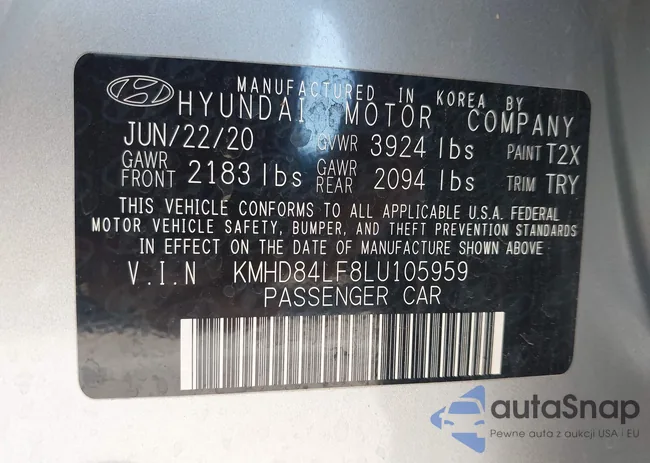 MANUFACTURED IN KOREA BY
HYUNDAI MOTOR COMPANY
JUN/22/20 GVWR 3924 lbs PAINT T2X
GAWR FRONT 2183 lbs GAWR REAR 2094 lbs TRIM TRY
THIS VEHICLE CONFORMS TO ALL APPLICABLE U.S.A. FEDERAL
MOTOR VEHICLE SAFETY, BUMPER, AND THEFT PREVENTION STANDARDS
IN EFFECT ON THE DATE OF MANUFACTURE SHOWN ABOVE
V.I.N KMHD84LF8LU105959
PASSENGER CAR
autaSnap
Pewne auta z aukcji USA i EU